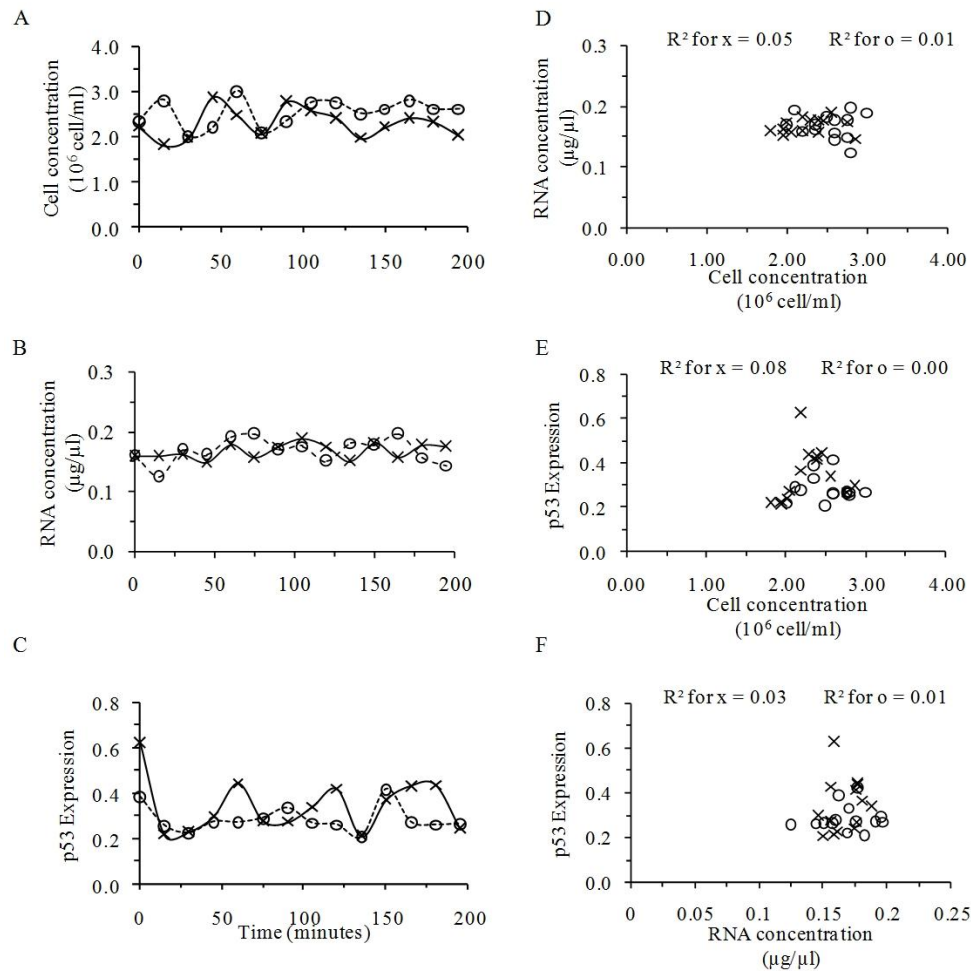 A
4.0
3.0
2.0
1.0
0.0
Cell concentration
(10⁶ cell/ml)
0 50 100 150 200
B
0.3
0.2
0.1
0.0
RNA concentration
(µg/µl)
0 50 100 150 200
C
0.8
0.6
0.4
0.2
0.0
p53 Expression
0 50 100 150 200
Time (minutes)
D
R² for x = 0.05 R² for o = 0.01
0.3
0.2
0.1
0.0
RNA concentration
(µg/µl)
0.00 1.00 2.00 3.00 4.00
Cell concentration
(10⁶ cell/ml)
E
R² for x = 0.08 R² for o = 0.00
0.8
0.6
0.4
0.2
0.0
p53 Expression
0.00 1.00 2.00 3.00 4.00
Cell concentration
(10⁶ cell/ml)
F
R² for x = 0.03 R² for o = 0.01
0.8
0.6
0.4
0.2
0.0
p53 Expression
0 0.05 0.1 0.15 0.2 0.25
RNA concentration
(µg/µl)